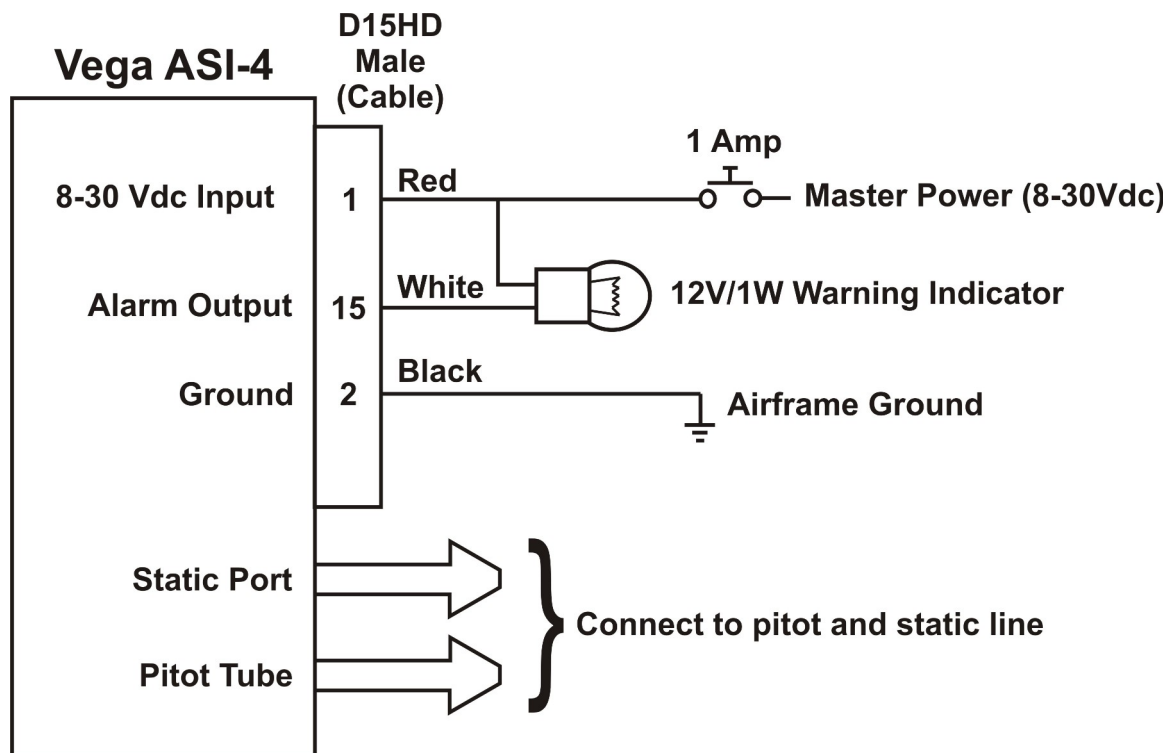 D15HD
Male
(Cable)
Vega ASI-4
1 Amp
8-30 Vdc Input
1
Red
Master Power (8-30Vdc)
Alarm Output
15
White
12V/1W Warning Indicator
Ground
2
Black
Airframe Ground
Static Port
Connect to pitot and static line
Pitot Tube